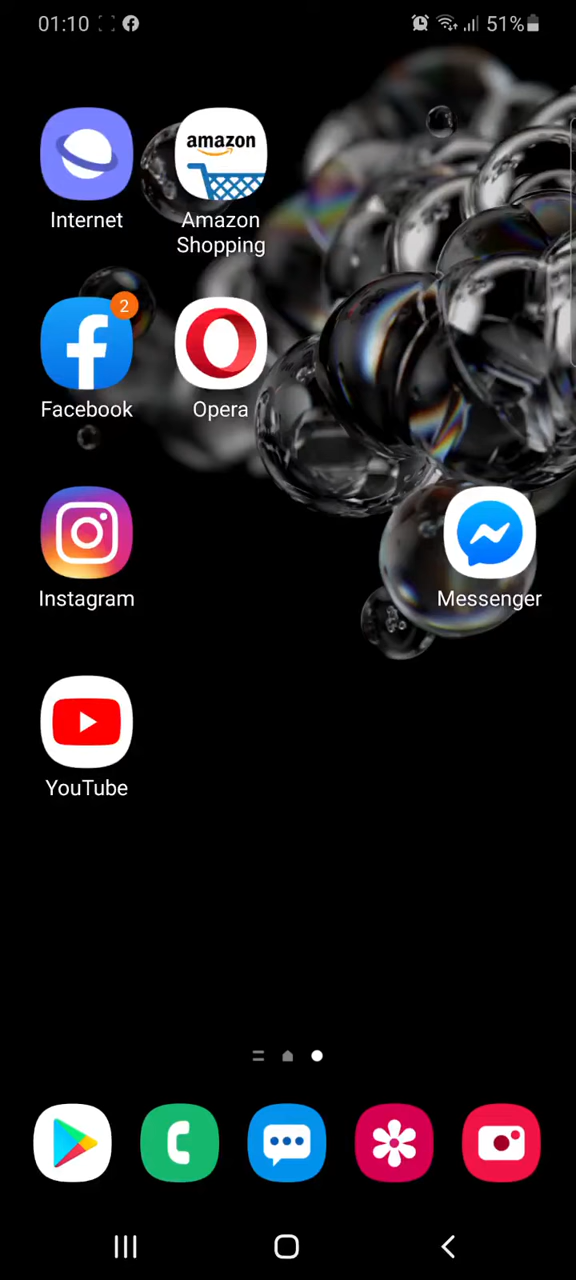 01:10
51%
amazon
Internet
Amazon
Shopping
2
Facebook
Opera
Instagram
Messenger
YouTube